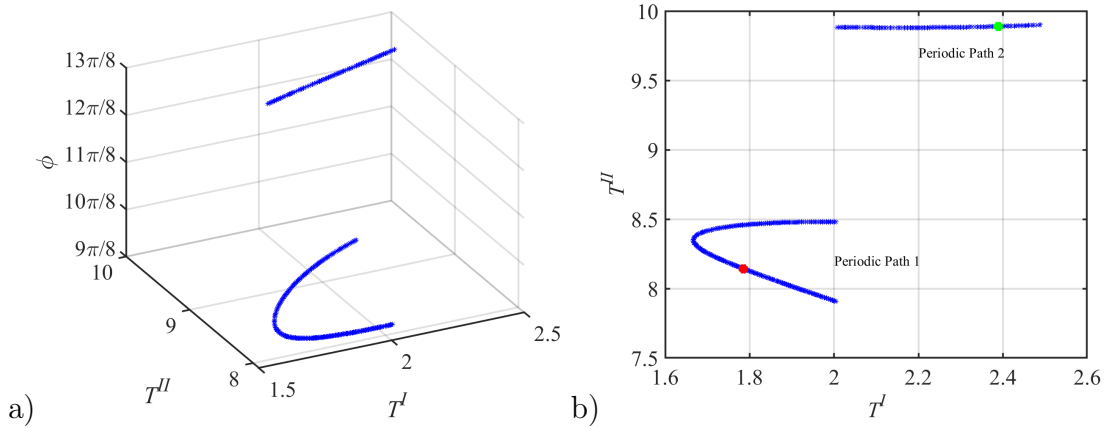 13π/8
12π/8
11π/8
10π/8
9π/8
ϕ
10
9
8
T^{II}
1.5
2
2.5
T^I
a)
10
9.5
9
8.5
8
7.5
T^{II}
Periodic Path 2
Periodic Path 1
1.6 1.8 2 2.2 2.4 2.6
T^I
b)